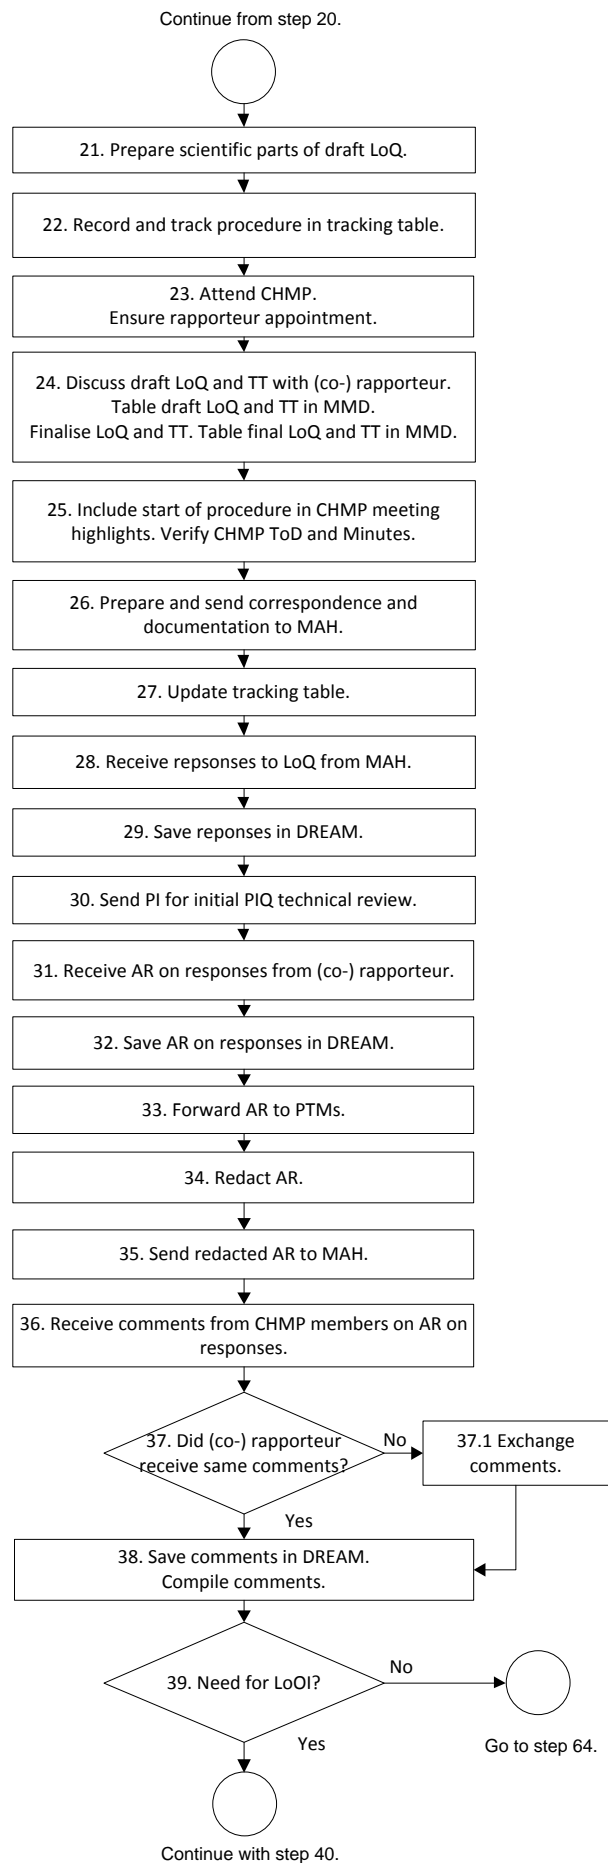 Continue from step 20.
21. Prepare scientific parts of draft LoQ.
22. Record and track procedure in tracking table.
23. Attend CHMP.
Ensure rapporteur appointment.
24. Discuss draft LoQ and TT with (co-) rapporteur.
Table draft LoQ and TT in MMD.
Finalise LoQ and TT. Table final LoQ and TT in MMD.
25. Include start of procedure in CHMP meeting
highlights. Verify CHMP ToD and Minutes.
26. Prepare and send correspondence and
documentation to MAH.
27. Update tracking table.
28. Receive repsonses to LoQ from MAH.
29. Save reponses in DREAM.
30. Send PI for initial PIQ technical review.
31. Receive AR on responses from (co-) rapporteur.
32. Save AR on responses in DREAM.
33. Forward AR to PTMs.
34. Redact AR.
35. Send redacted AR to MAH.
36. Receive comments from CHMP members on AR on
responses.
37. Did (co-) rapporteur
receive same comments?
No
37.1 Exchange
comments.
Yes
38. Save comments in DREAM.
Compile comments.
39. Need for LoOI?
No
Yes
Go to step 64.
Continue with step 40.